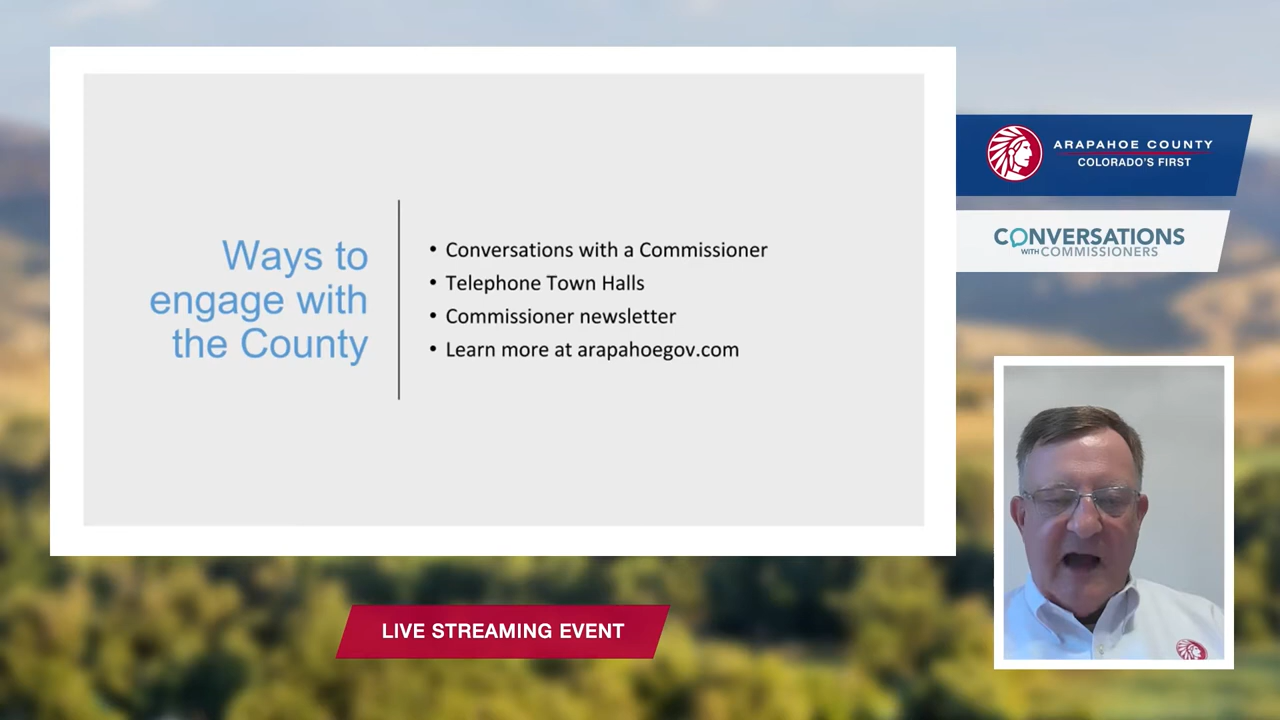 Ways to
engage with
the County
• Conversations with a Commissioner
• Telephone Town Halls
• Commissioner newsletter
• Learn more at arapahoegov.com
ARAPAHOE COUNTY
COLORADO'S FIRST
CONVERSATIONS
WITH COMMISSIONERS
LIVE STREAMING EVENT